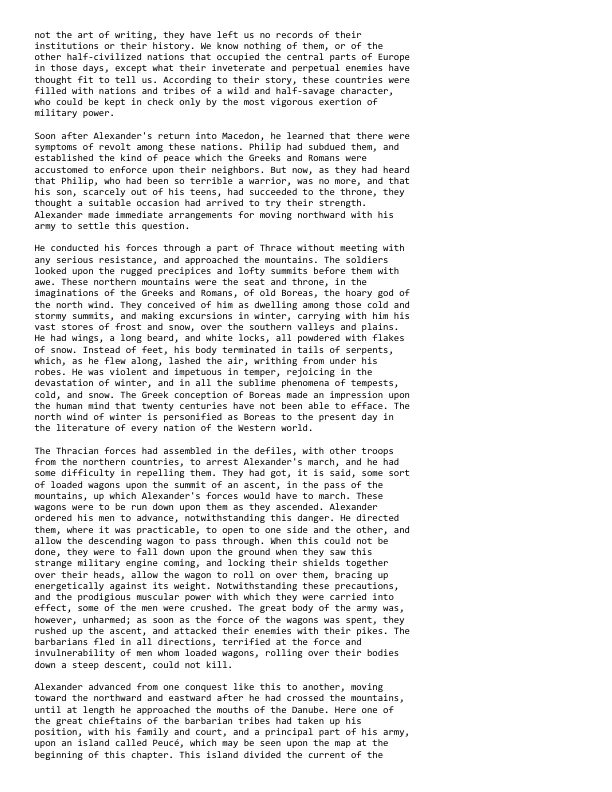 not the art of writing, they have left us no records of their
institutions or their history. We know nothing of them, or of the
other half-civilized nations that occupied the central parts of Europe
in those days, except what their inveterate and perpetual enemies have
thought fit to tell us. According to their story, these countries were
filled with nations and tribes of a wild and half-savage character,
who could be kept in check only by the most vigorous exertion of
military power.

Soon after Alexander's return into Macedon, he learned that there were
symptoms of revolt among these nations. Philip had subdued them, and
established the kind of peace which the Greeks and Romans were
accustomed to enforce upon their neighbors. But now, as they had heard
that Philip, who had been so terrible a warrior, was no more, and that
his son, scarcely out of his teens, had succeeded to the throne, they
thought a suitable occasion had arrived to try their strength.
Alexander made immediate arrangements for moving northward with his
army to settle this question.

He conducted his forces through a part of Thrace without meeting with
any serious resistance, and approached the mountains. The soldiers
looked upon the rugged precipices and lofty summits before them with
awe. These northern mountains were the seat and throne, in the
imaginations of the Greeks and Romans, of old Boreas, the hoary god of
the north wind. They conceived of him as dwelling among those cold and
stormy summits, and making excursions in winter, carrying with him his
vast stores of frost and snow, over the southern valleys and plains.
He had wings, a long beard, and white locks, all powdered with flakes
of snow. Instead of feet, his body terminated in tails of serpents,
which, as he flew along, lashed the air, writhing from under his
robes. He was violent and impetuous in temper, rejoicing in the
devastation of winter, and in all the sublime phenomena of tempests,
cold, and snow. The Greek conception of Boreas made an impression upon
the human mind that twenty centuries have not been able to efface. The
north wind of winter is personified as Boreas to the present day in
the literature of every nation of the Western world.

The Thracian forces had assembled in the defiles, with other troops
from the northern countries, to arrest Alexander's march, and he had
some difficulty in repelling them. They had got, it is said, some sort
of loaded wagons upon the summit of an ascent, in the pass of the
mountains, up which Alexander's forces would have to march. These
wagons were to be run down upon them as they ascended. Alexander
ordered his men to advance, notwithstanding this danger. He directed
them, where it was practicable, to open to one side and the other, and
allow the descending wagon to pass through. When this could not be
done, they were to fall down upon the ground when they saw this
strange military engine coming, and locking their shields together
over their heads, allow the wagon to roll on over them, bracing up
energetically against its weight. Notwithstanding these precautions,
and the prodigious muscular power with which they were carried into
effect, some of the men were crushed. The great body of the army was,
however, unharmed; as soon as the force of the wagons was spent, they
rushed up the ascent, and attacked their enemies with their pikes. The
barbarians fled in all directions, terrified at the force and
invulnerability of men whom loaded wagons, rolling over their bodies
down a steep descent, could not kill.

Alexander advanced from one conquest like this to another, moving
toward the northward and eastward after he had crossed the mountains,
until at length he approached the mouths of the Danube. Here one of
the great chieftains of the barbarian tribes had taken up his
position, with his family and court, and a principal part of his army,
upon an island called Peucé, which may be seen upon the map at the
beginning of this chapter. This island divided the current of the